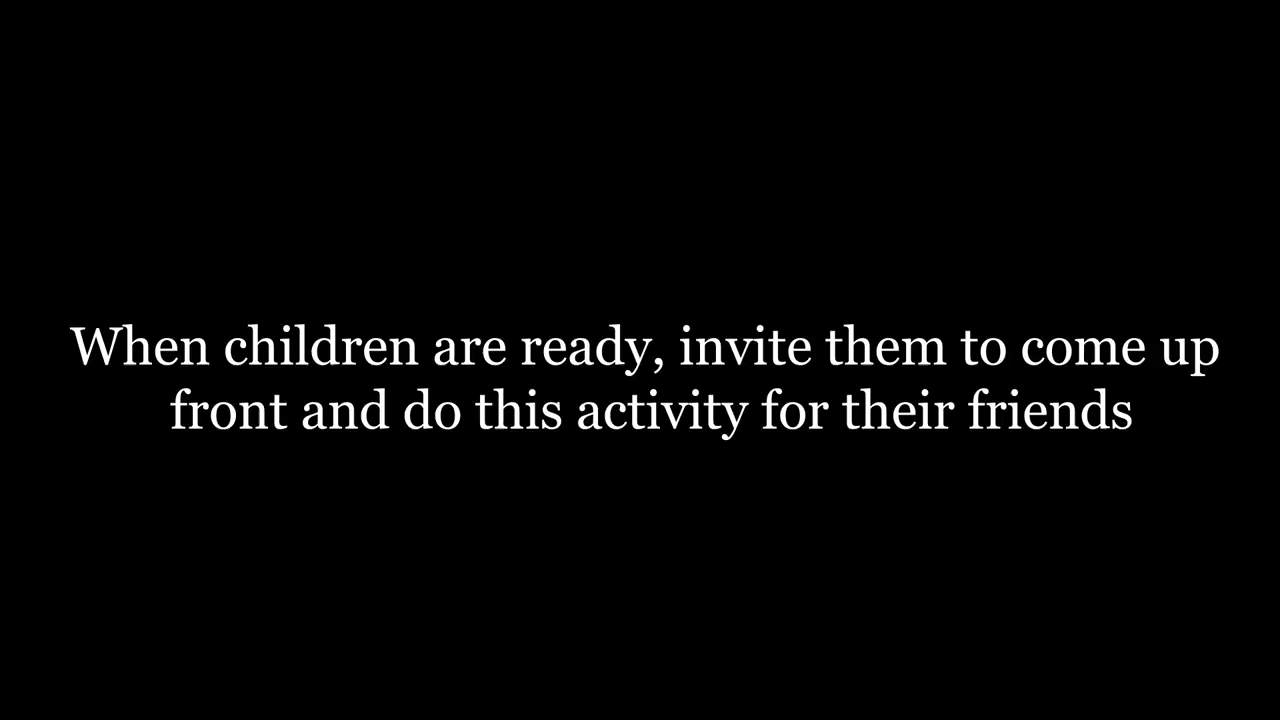 When children are ready, invite them to come up
front and do this activity for their friends